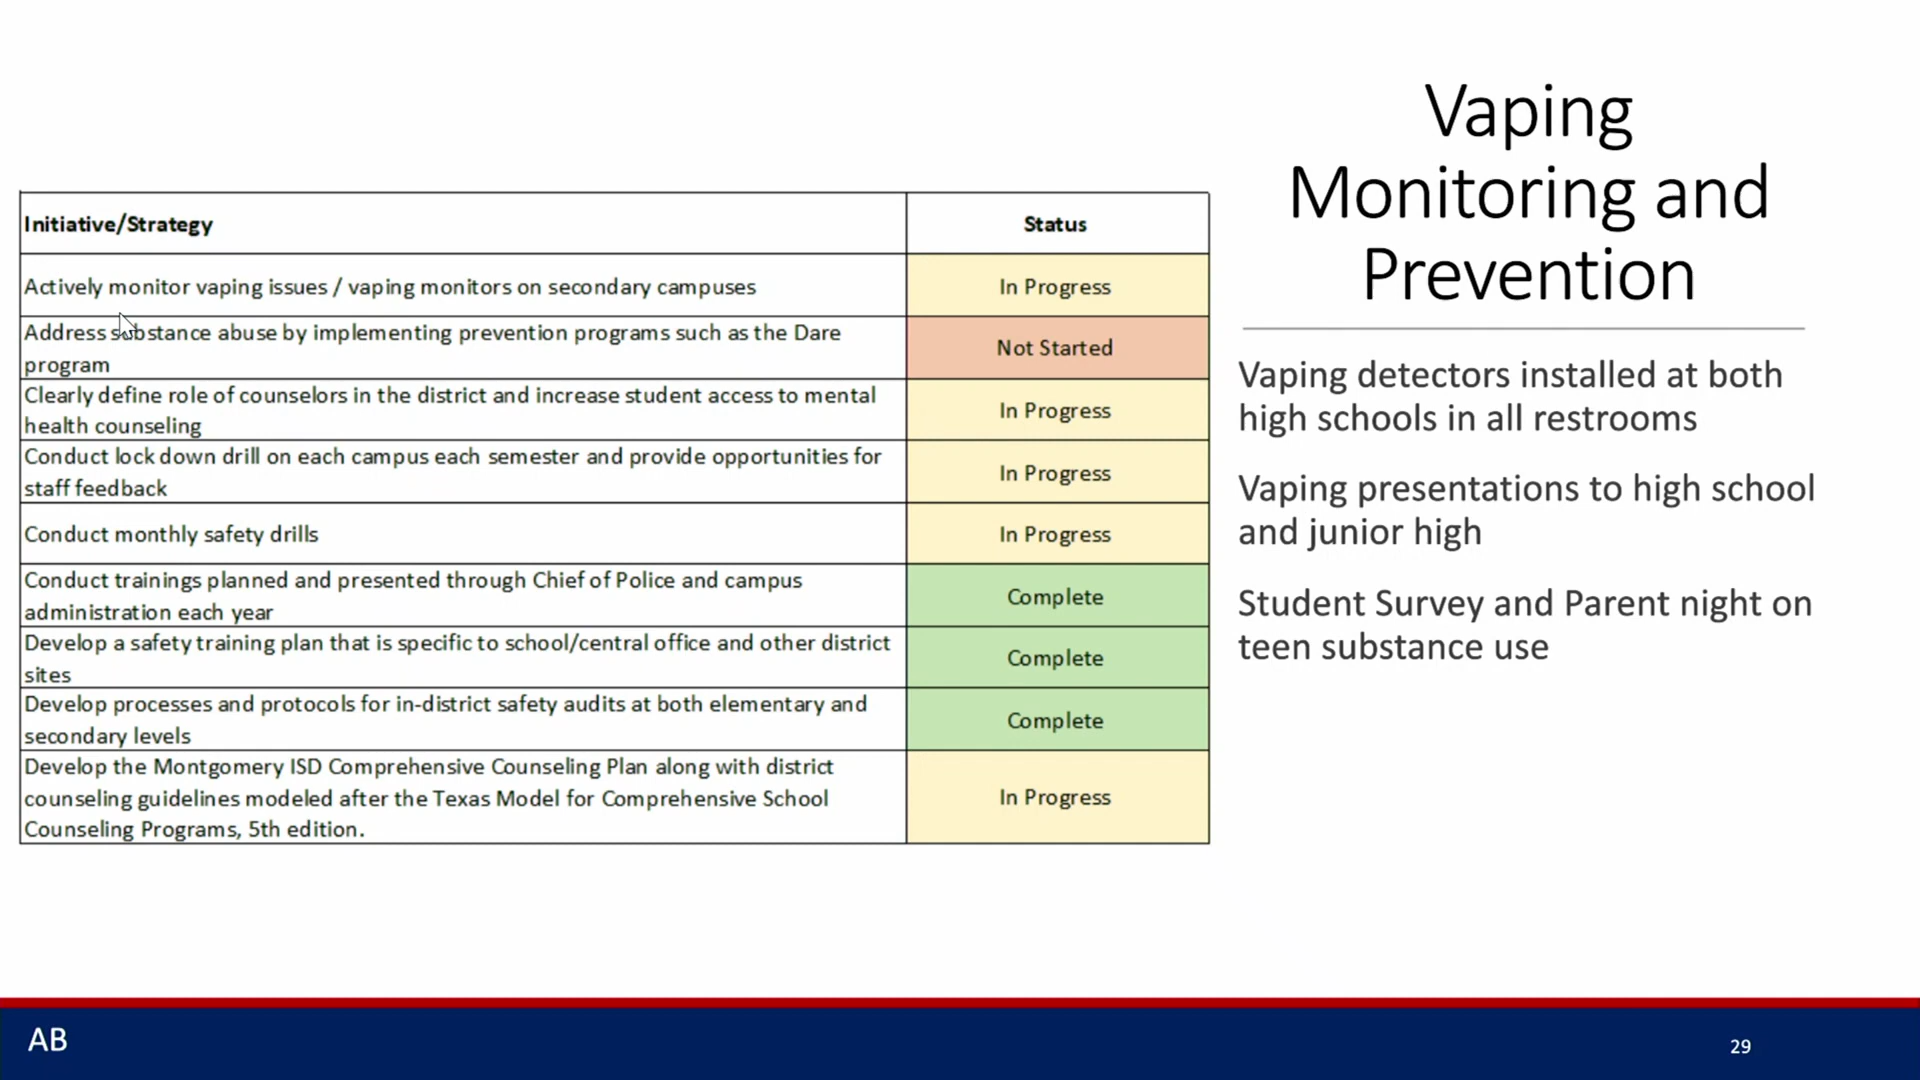 Vaping
Monitoring and
Prevention
Initiative/Strategy
Status
Actively monitor vaping issues / vaping monitors on secondary campuses
In Progress
Address substance abuse by implementing prevention programs such as the Dare
program
Not Started
Clearly define role of counselors in the district and increase student access to mental
health counseling
In Progress
Conduct lock down drill on each campus each semester and provide opportunities for
staff feedback
In Progress
Conduct monthly safety drills
In Progress
Conduct trainings planned and presented through Chief of Police and campus
administration each year
Complete
Develop a safety training plan that is specific to school/central office and other district
sites
Complete
Develop processes and protocols for in-district safety audits at both elementary and
secondary levels
Complete
Develop the Montgomery ISD Comprehensive Counseling Plan along with district
counseling guidelines modeled after the Texas Model for Comprehensive School
Counseling Programs, 5th edition.
In Progress
Vaping detectors installed at both
high schools in all restrooms
Vaping presentations to high school
and junior high
Student Survey and Parent night on
teen substance use
AB
29